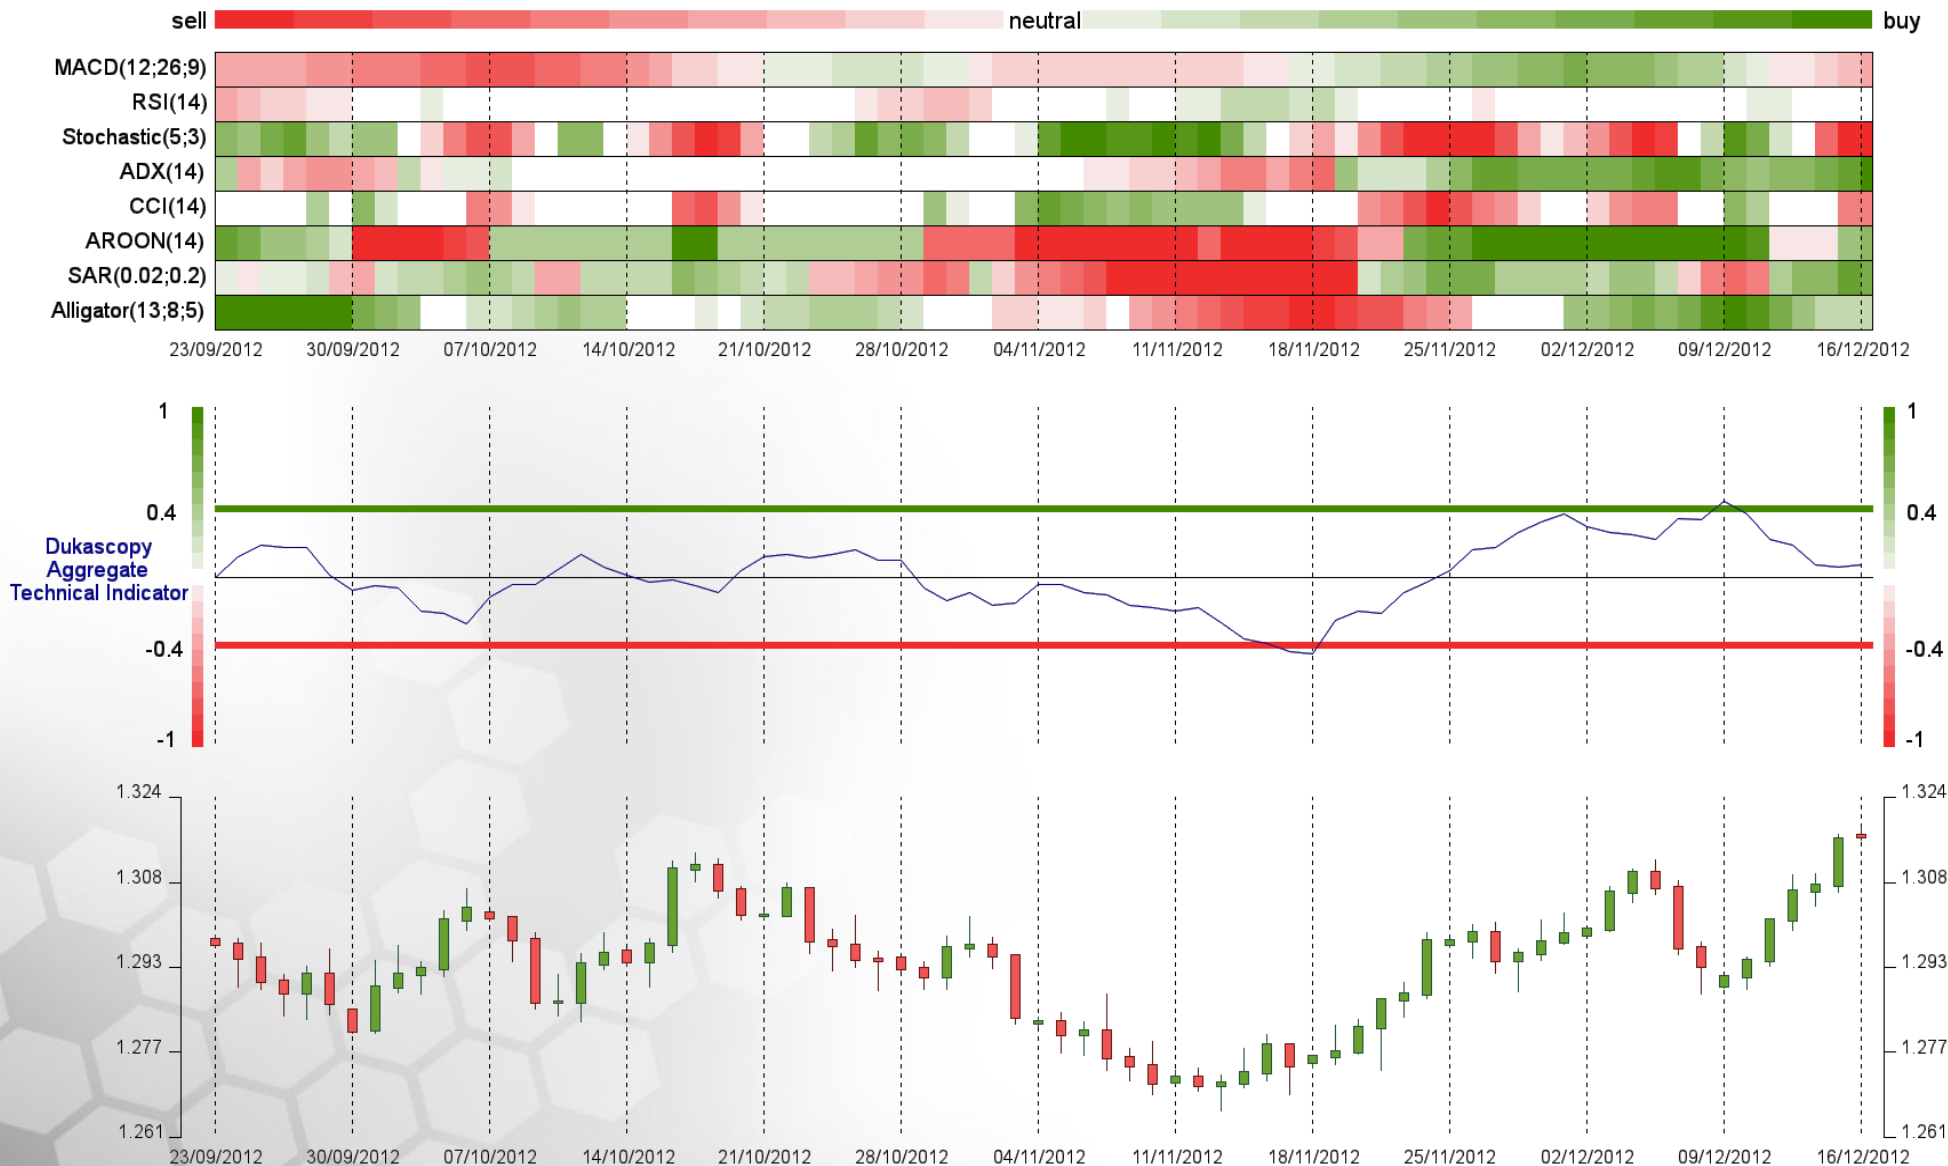 sell neutral buy
MACD(12;26;9)
RSI(14)
Stochastic(5;3)
ADX(14)
CCI(14)
AROON(14)
SAR(0.02;0.2)
Alligator(13;8;5)
23/09/2012 30/09/2012 07/10/2012 14/10/2012 21/10/2012 28/10/2012 04/11/2012 11/11/2012 18/11/2012 25/11/2012 02/12/2012 09/12/2012 16/12/2012
1 1
0.4 0.4
Dukascopy
Aggregate
Technical Indicator
-0.4 -0.4
-1 -1
1.324 1.324
1.308 1.308
1.293 1.293
1.277 1.277
1.261 1.261
23/09/2012 30/09/2012 07/10/2012 14/10/2012 21/10/2012 28/10/2012 04/11/2012 11/11/2012 18/11/2012 25/11/2012 02/12/2012 09/12/2012 16/12/2012